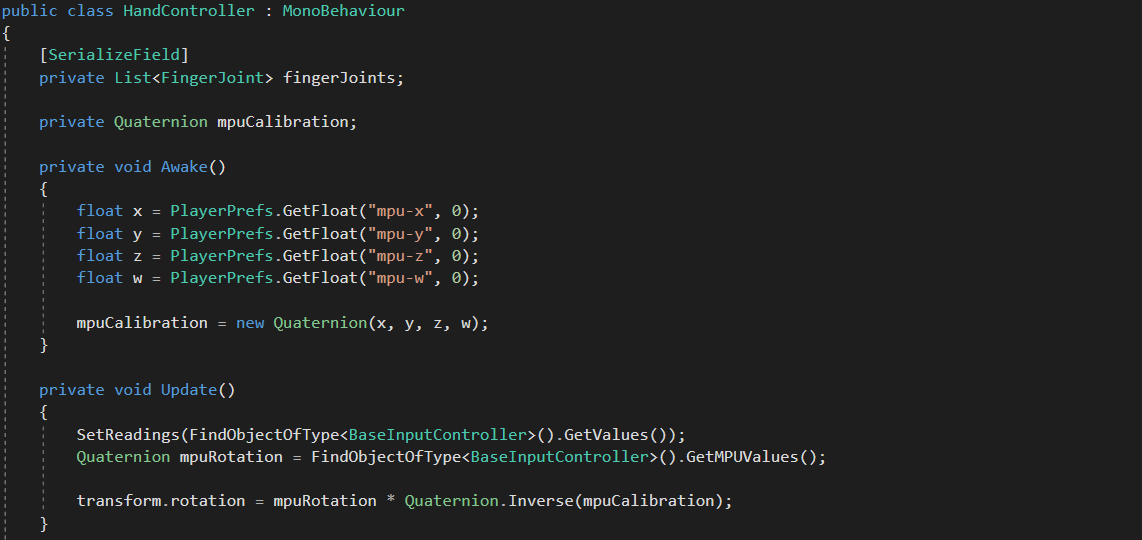 public class HandController : MonoBehaviour
{
    [SerializeField]
    private List<FingerJoint> fingerJoints;

    private Quaternion mpuCalibration;

    private void Awake()
    {
        float x = PlayerPrefs.GetFloat("mpu-x", 0);
        float y = PlayerPrefs.GetFloat("mpu-y", 0);
        float z = PlayerPrefs.GetFloat("mpu-z", 0);
        float w = PlayerPrefs.GetFloat("mpu-w", 0);

        mpuCalibration = new Quaternion(x, y, z, w);
    }

    private void Update()
    {
        SetReadings(FindObjectOfType<BaseInputController>().GetValues());
        Quaternion mpuRotation = FindObjectOfType<BaseInputController>().GetMPUValues();

        transform.rotation = mpuRotation * Quaternion.Inverse(mpuCalibration);
    }